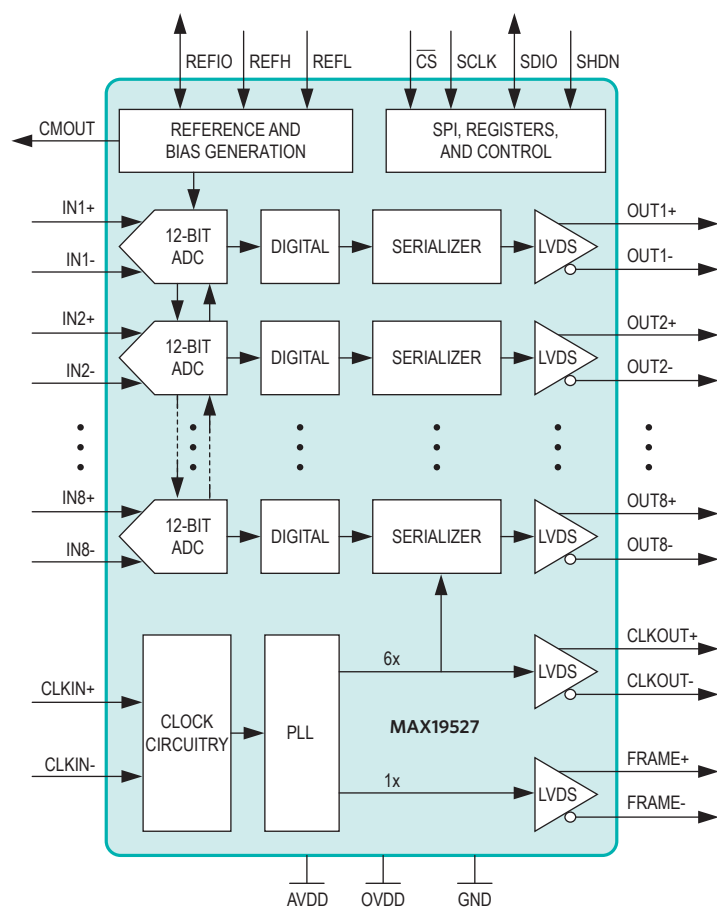 REFIO
REFH
REFL
CS
SCLK
SDIO
SHDN
CMOUT
REFERENCE AND
BIAS GENERATION
SPI, REGISTERS,
AND CONTROL
IN1+
IN1-
12-BIT
ADC
DIGITAL
SERIALIZER
LVDS
OUT1+
OUT1-
IN2+
IN2-
12-BIT
ADC
DIGITAL
SERIALIZER
LVDS
OUT2+
OUT2-
IN8+
IN8-
12-BIT
ADC
DIGITAL
SERIALIZER
LVDS
OUT8+
OUT8-
CLKIN+
CLKIN-
CLOCK
CIRCUITRY
PLL
6x
1x
MAX19527
LVDS
CLKOUT+
CLKOUT-
LVDS
FRAME+
FRAME-
AVDD
OVDD
GND